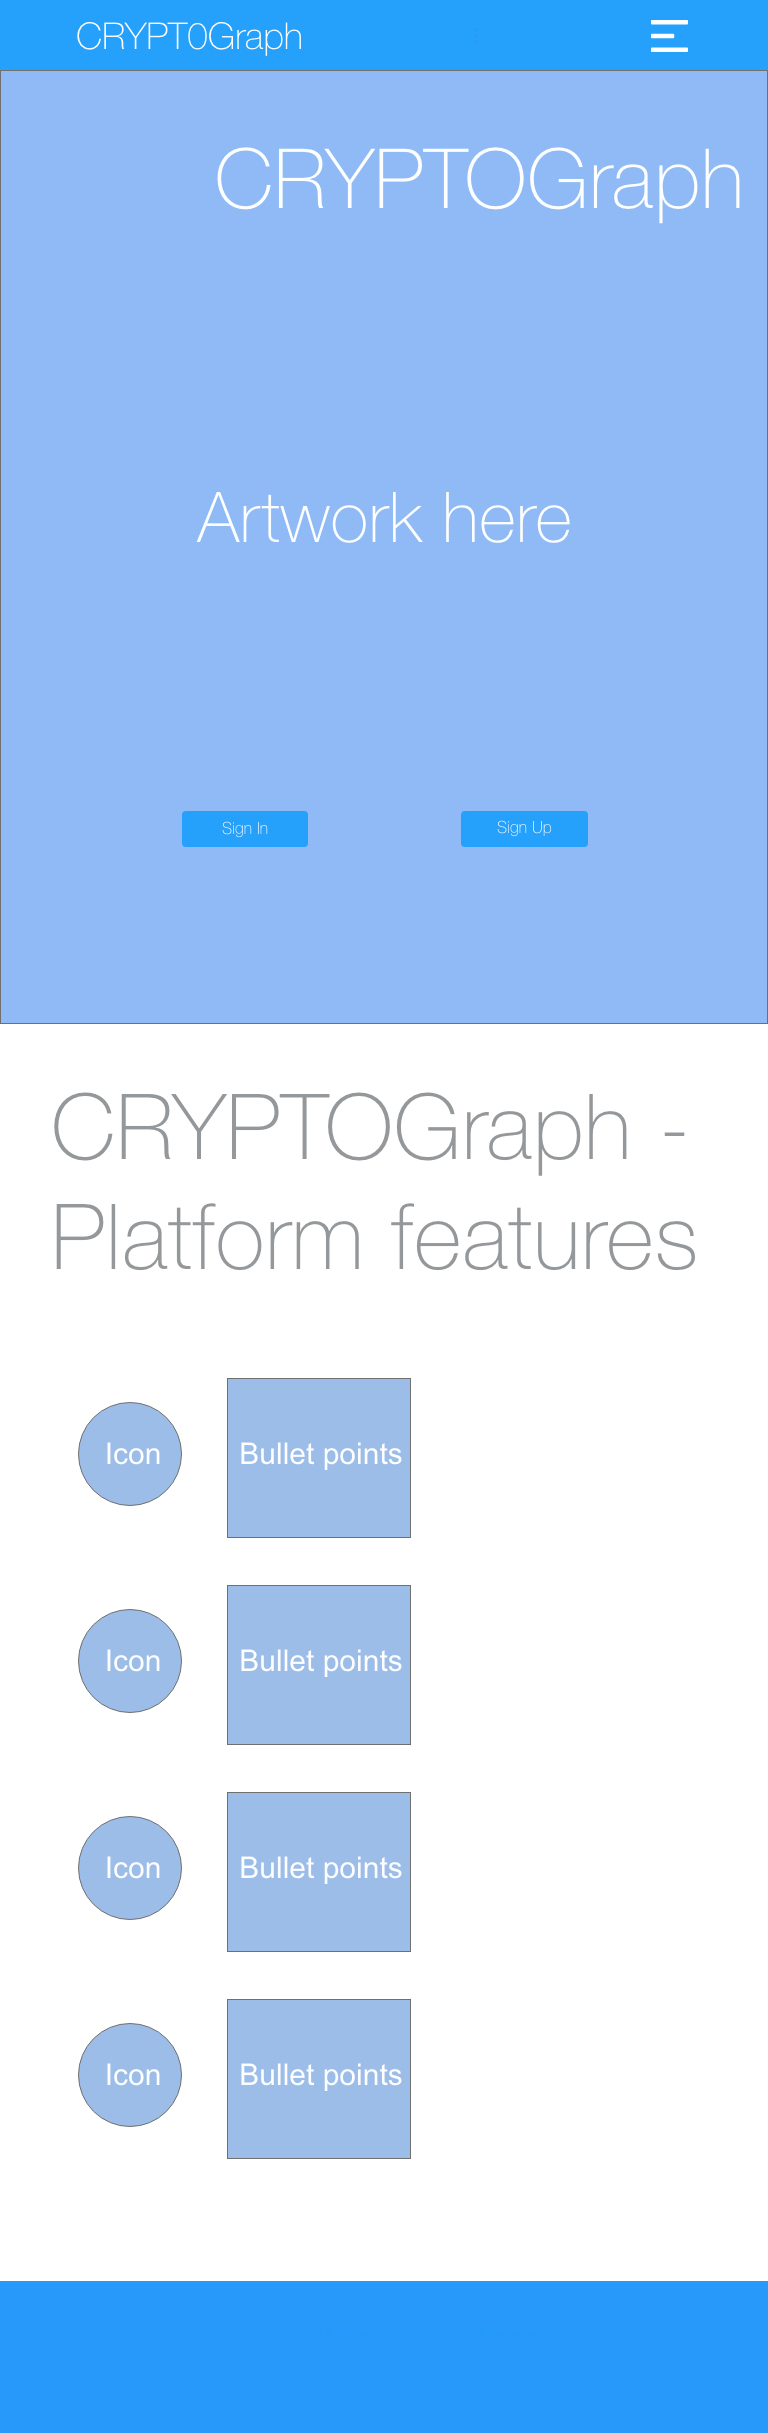 CRYPT0Graph
CRYPTOGraph
Artwork here
Sign In
Sign Up
CRYPTOGraph -
Platform features
Icon
Bullet points
Icon
Bullet points
Icon
Bullet points
Icon
Bullet points